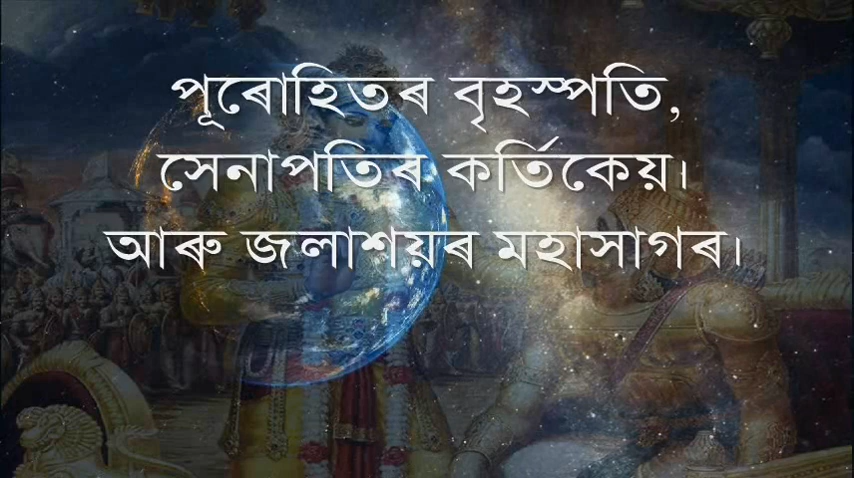 পূৰোহিতৰ বৃহস্পতি,
সেনাপতিৰ কৰ্তিকেয়।
আৰু জলাশয়ৰ মহাসাগৰ।